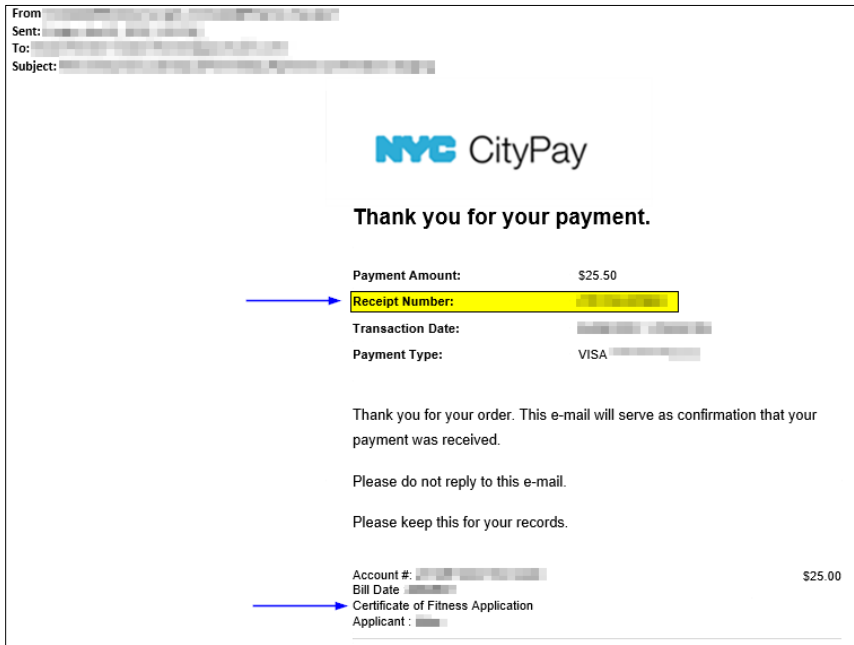 From
Sent:
To:
Subject:
NYC CityPay
Thank you for your payment.
Payment Amount: $25.50
Receipt Number:
Transaction Date:
Payment Type: VISA
Thank you for your order. This e-mail will serve as confirmation that your
payment was received.
Please do not reply to this e-mail.
Please keep this for your records.
Account #: $25.00
Bill Date
Certificate of Fitness Application
Applicant :